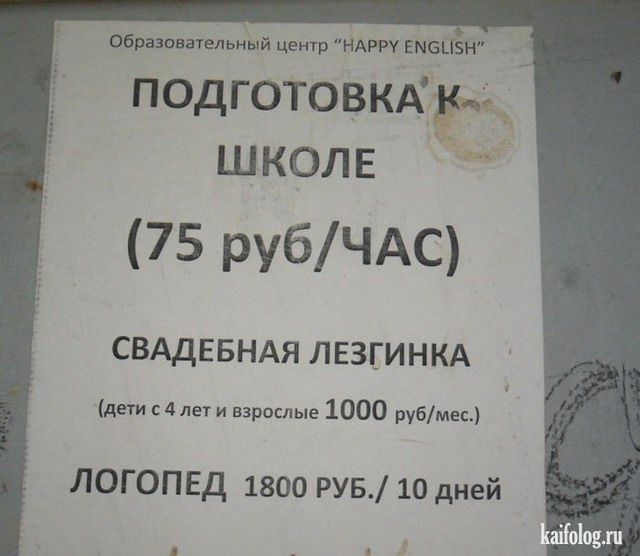 Образовательный центр “HAPPY ENGLISH”
ПОДГОТОВКА К
ШКОЛЕ
(75 руб/ЧАС)
СВАДЕБНАЯ ЛЕЗГИНКА
(дети с 4 лет и взрослые 1000 руб/мес.)
ЛОГОПЕД 1800 РУБ./ 10 дней
kaifolog.ru